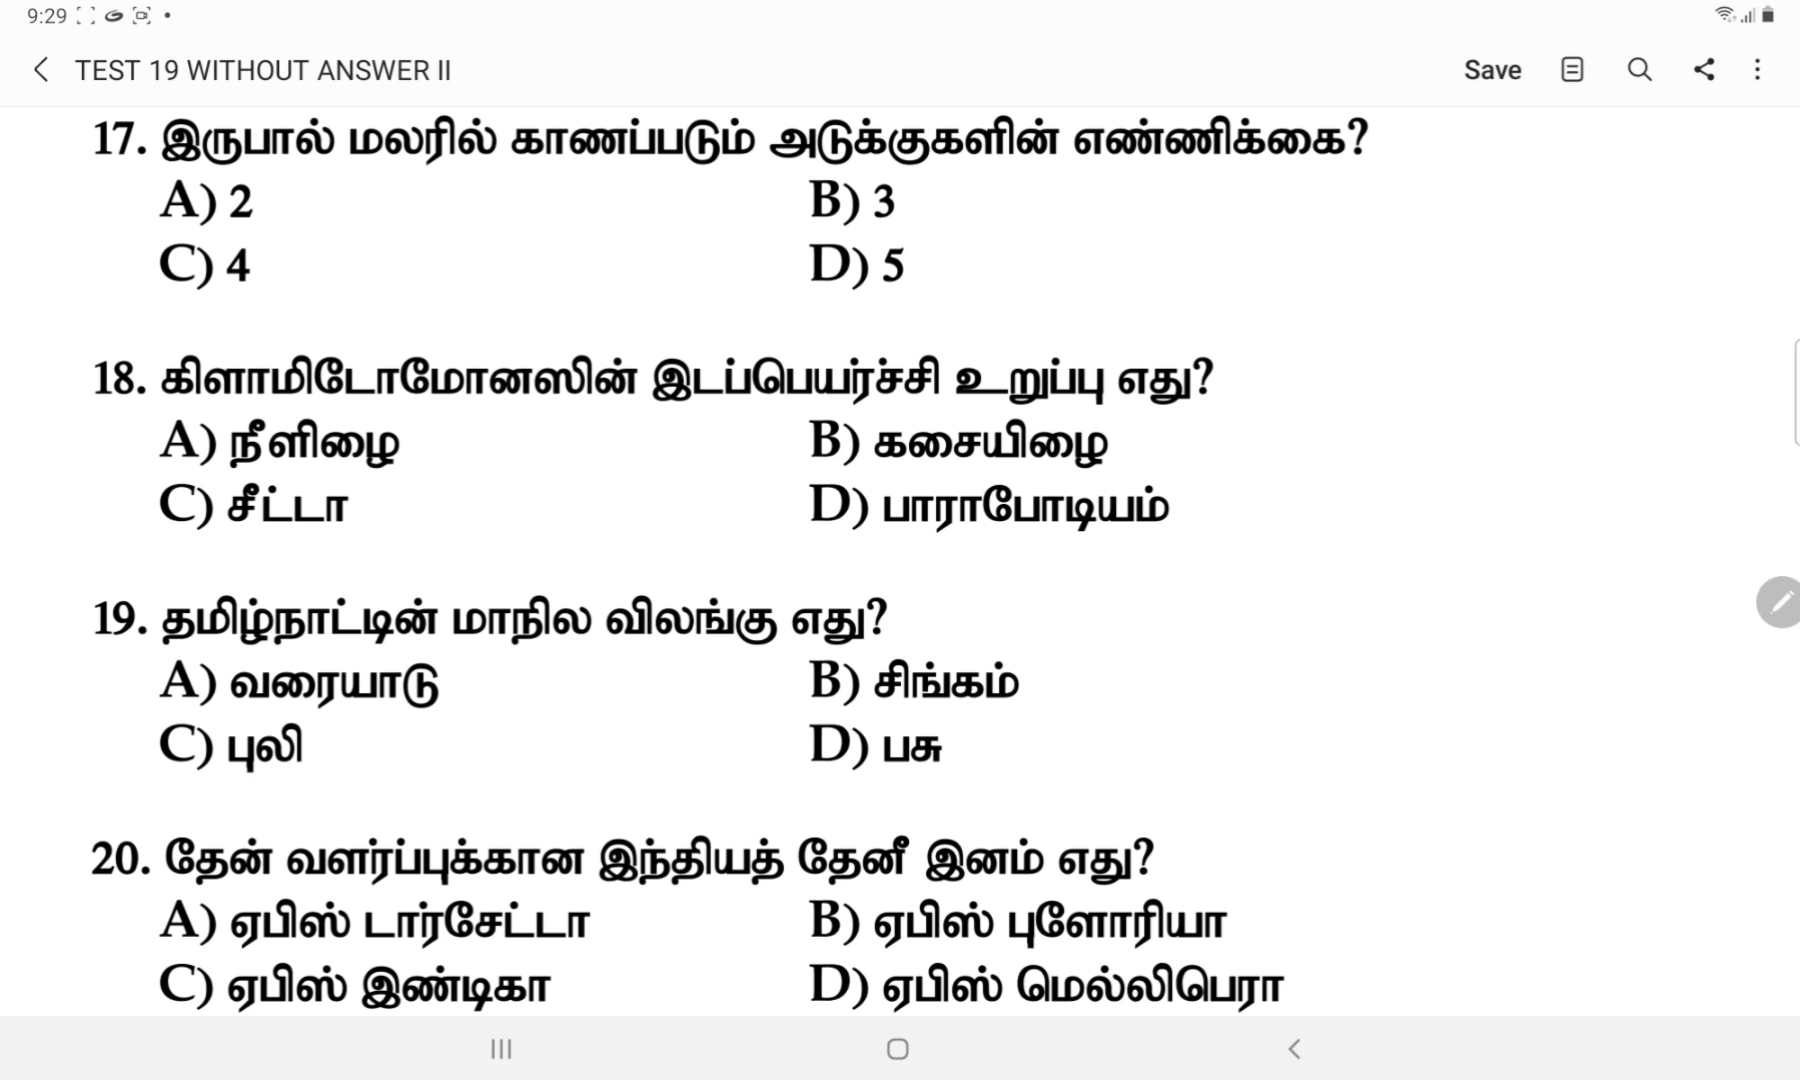 9:29
TEST 19 WITHOUT ANSWER II
Save
17. இருபால் மலரில் காணப்படும் அடுக்குகளின் எண்ணிக்கை?
A) 2 B) 3
C) 4 D) 5
18. கிளாமிடோமோனஸின் இடப்பெயர்ச்சி உறுப்பு எது?
A) நீளிழை B) கசையிழை
C) சீட்டா D) பாராபோடியம்
19. தமிழ்நாட்டின் மாநில விலங்கு எது?
A) வரையாடு B) சிங்கம்
C) புலி D) பசு
20. தேன் வளர்ப்புக்கான இந்தியத் தேனீ இனம் எது?
A) ஏபிஸ் டார்சேட்டா B) ஏபிஸ் புளோரியா
C) ஏபிஸ் இண்டிகா D) ஏபிஸ் மெல்லிபெரா